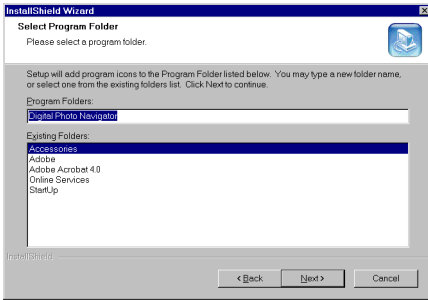 InstallShield Wizard
Select Program Folder
Please select a program folder.
Setup will add program icons to the Program Folder listed below. You may type a new folder name,
or select one from the existing folders list. Click Next to continue.
Program Folders:
Digital Photo Navigator
Existing Folders:
Accessories
Adobe
Adobe Acrobat 4.0
Online Services
StartUp
InstallShield
< Back
Next >
Cancel